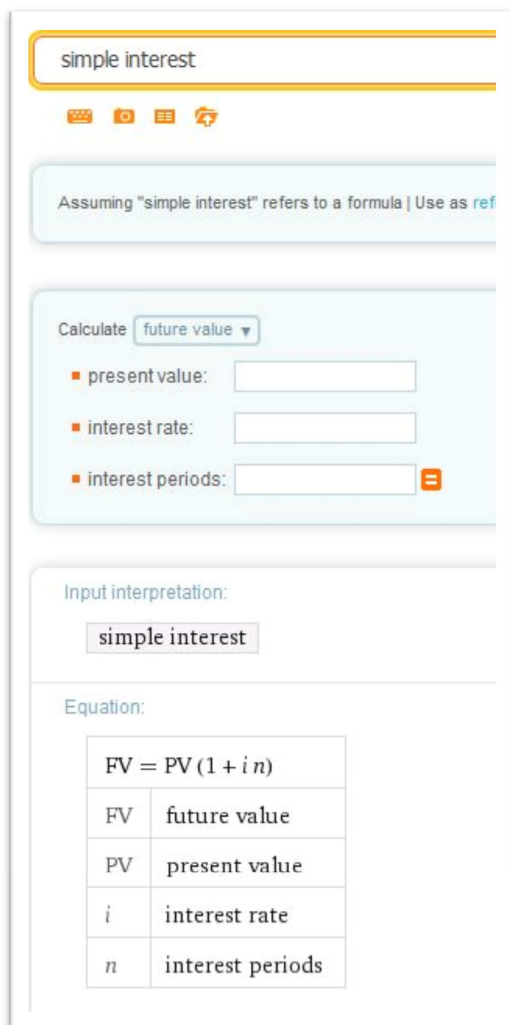 simple interest
Assuming "simple interest" refers to a formula | Use as
Calculate future value ▾
present value:
interest rate:
interest periods:
Input interpretation:
simple interest
Equation:
FV = PV (1 + i n)
FV future value
PV present value
i interest rate
n interest periods